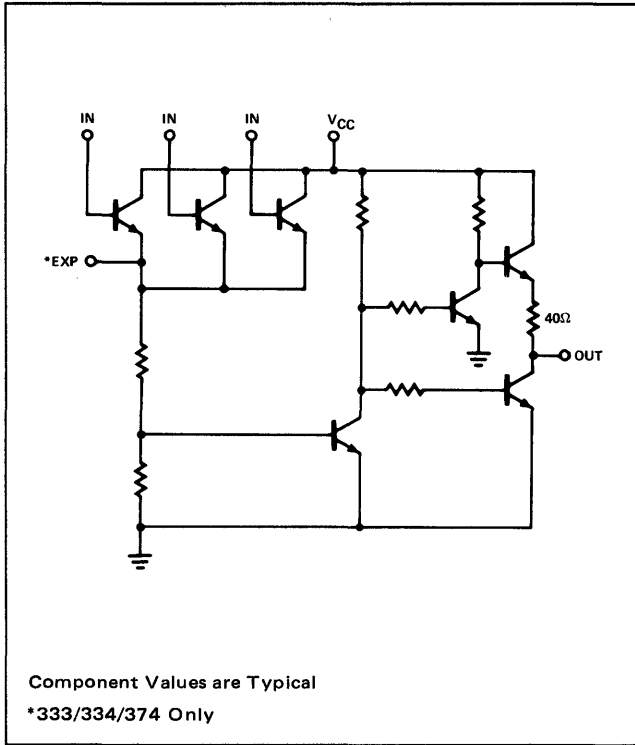 IN IN IN VCC
*EXP
40Ω
OUT
Component Values are Typical
*333/334/374 Only